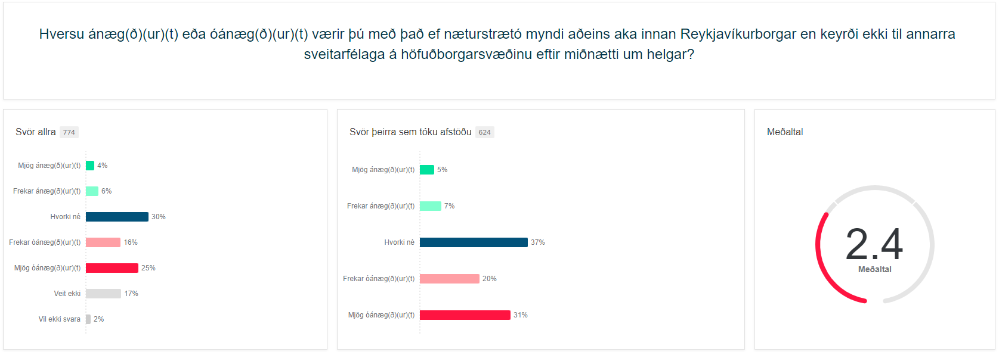 Hversu ánæg(ð)(ur)(t) eða óánæg(ð)(ur)(t) værir þú með það ef næturstrætó myndi aðeins aka innan Reykjavíkurborgar en keyrði ekki til annarra
sveitarfélaga á höfuðborgarsvæðinu eftir miðnætti um helgar?
Svör allra 774
Mjög ánæg(ð)(ur)(t) 4%
Frekar ánæg(ð)(ur)(t) 6%
Hvorki né 30%
Frekar óánæg(ð)(ur)(t) 16%
Mjög óánæg(ð)(ur)(t) 25%
Veit ekki 17%
Vil ekki svara 2%
Svör þeirra sem tóku afstöðu 624
Mjög ánæg(ð)(ur)(t) 5%
Frekar ánæg(ð)(ur)(t) 7%
Hvorki né 37%
Frekar óánæg(ð)(ur)(t) 20%
Mjög óánæg(ð)(ur)(t) 31%
Meðaltal
2.4
Meðaltal